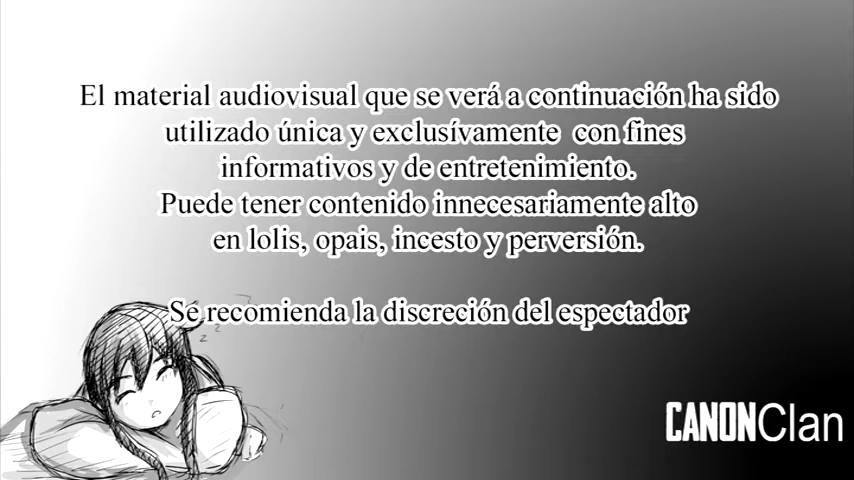 El material audiovisual que se verá a continuación ha sido
utilizado única y exclusívamente con fines
informativos y de entretenimiento.
Puede tener contenido innecesariamente alto
en lolis, opais, incesto y perversión.
Se recomienda la discreción del espectador
z
z
CANONClan